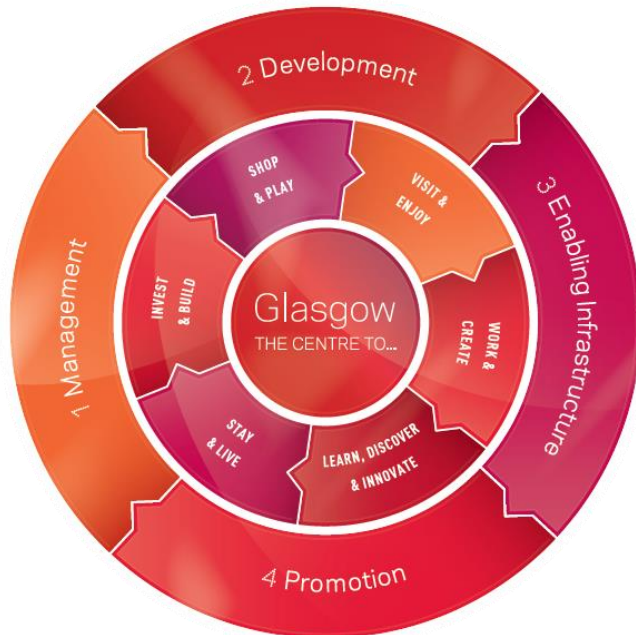 2 Development
SHOP
& PLAY
VISIT &
ENJOY
3 Enabling Infrastructure
1 Management
INVEST
& BUILD
Glasgow
THE CENTRE TO...
WORK &
CREATE
STAY
& LIVE
LEARN, DISCOVER
& INNOVATE
4 Promotion